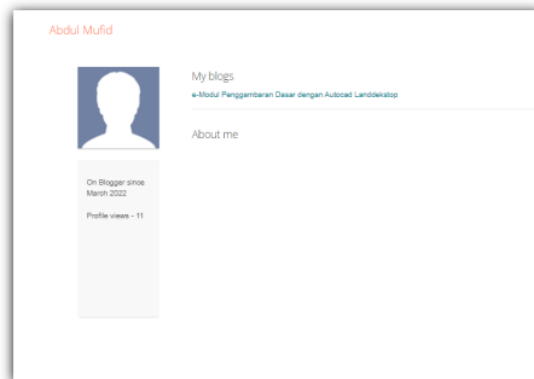 Abdul Mufid
My blogs
e-Modul Penggambaran Dasar dengan Autocad Landdekstop
About me
On Blogger since
March 2022
Profile views - 11